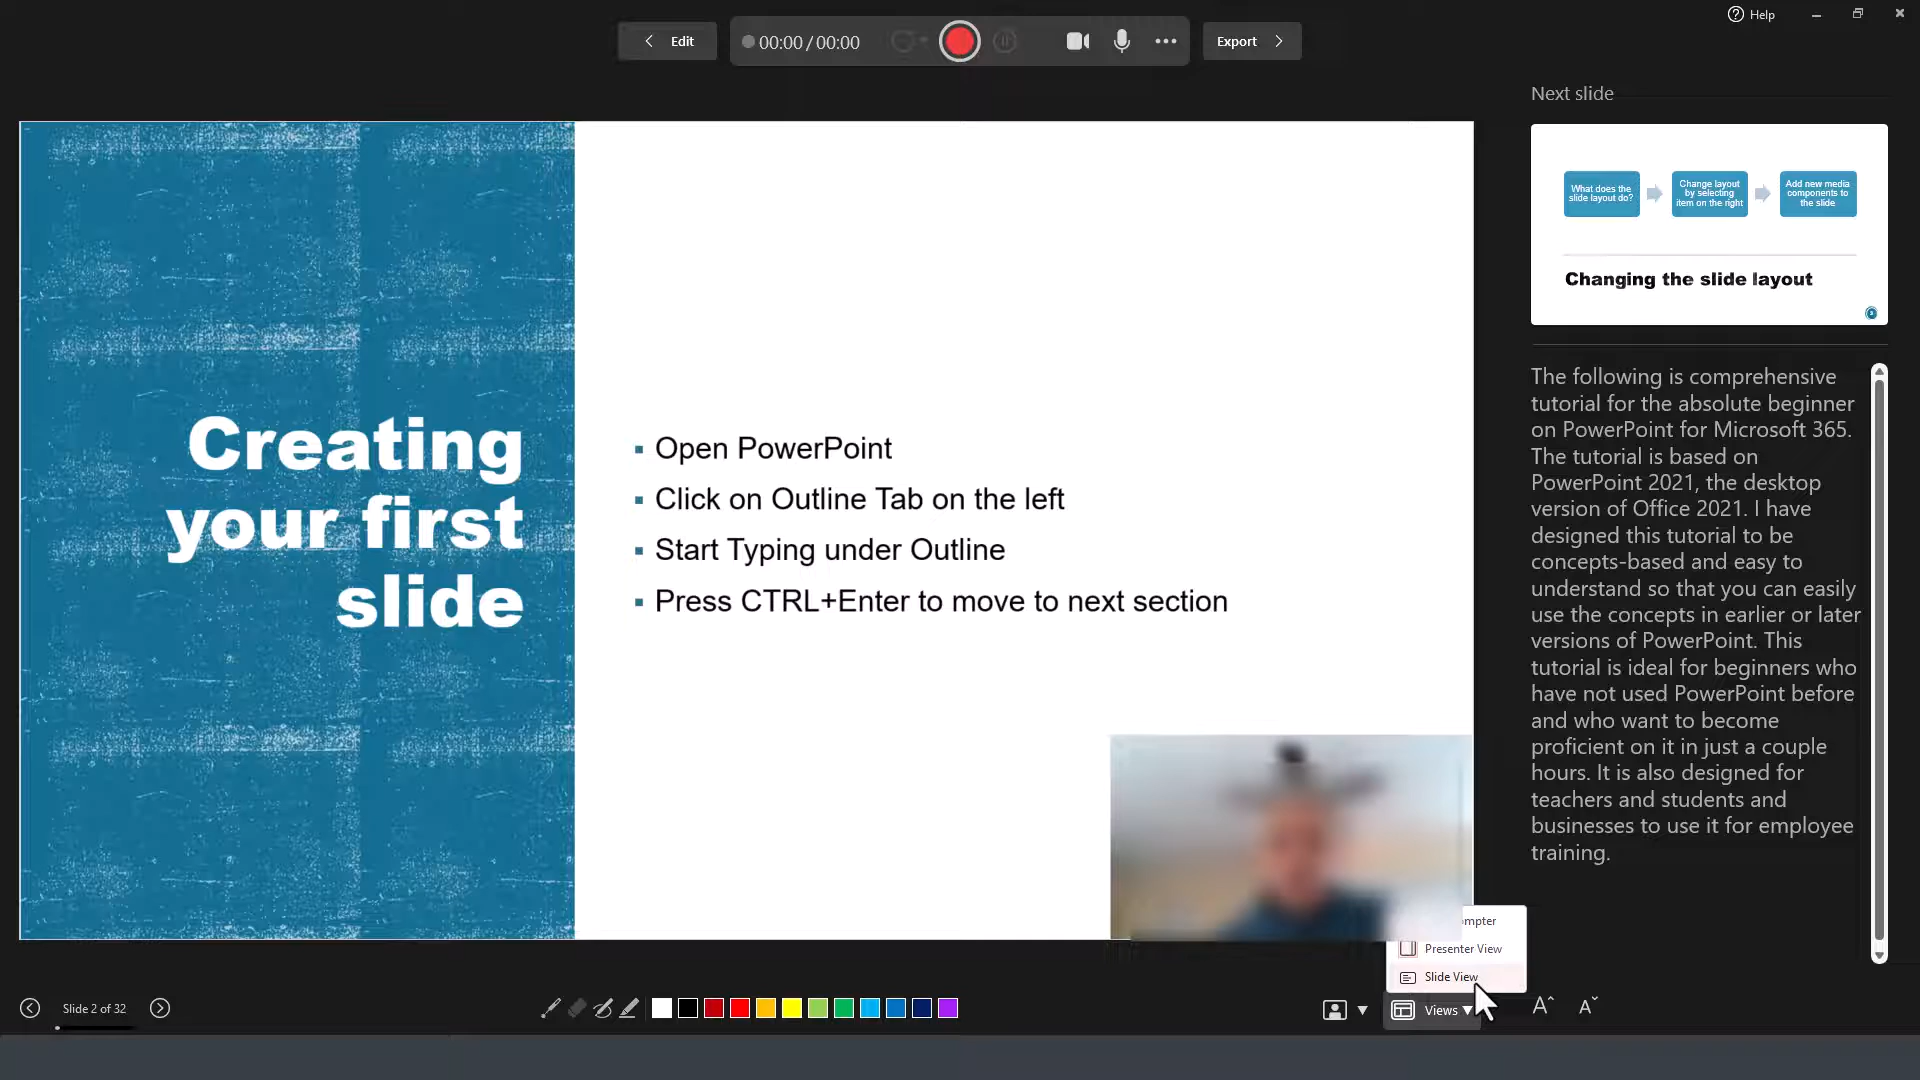 Help
Edit
00:00 / 00:00
Export
Next slide
What does the
slide layout do?
Change layout
by selecting
item on the right
Add new media
components to
the slide
Changing the slide layout
Creating
your first
slide
Open PowerPoint
Click on Outline Tab on the left
Start Typing under Outline
Press CTRL+Enter to move to next section
The following is comprehensive
tutorial for the absolute beginner
on PowerPoint for Microsoft 365.
The tutorial is based on
PowerPoint 2021, the desktop
version of Office 2021. I have
designed this tutorial to be
concepts-based and easy to
understand so that you can easily
use the concepts in earlier or later
versions of PowerPoint. This
tutorial is ideal for beginners who
have not used PowerPoint before
and who want to become
proficient on it in just a couple
hours. It is also designed for
teachers and students and
businesses to use it for employee
training.
Presenter View
Slide View
Slide 2 of 32
Views
A A